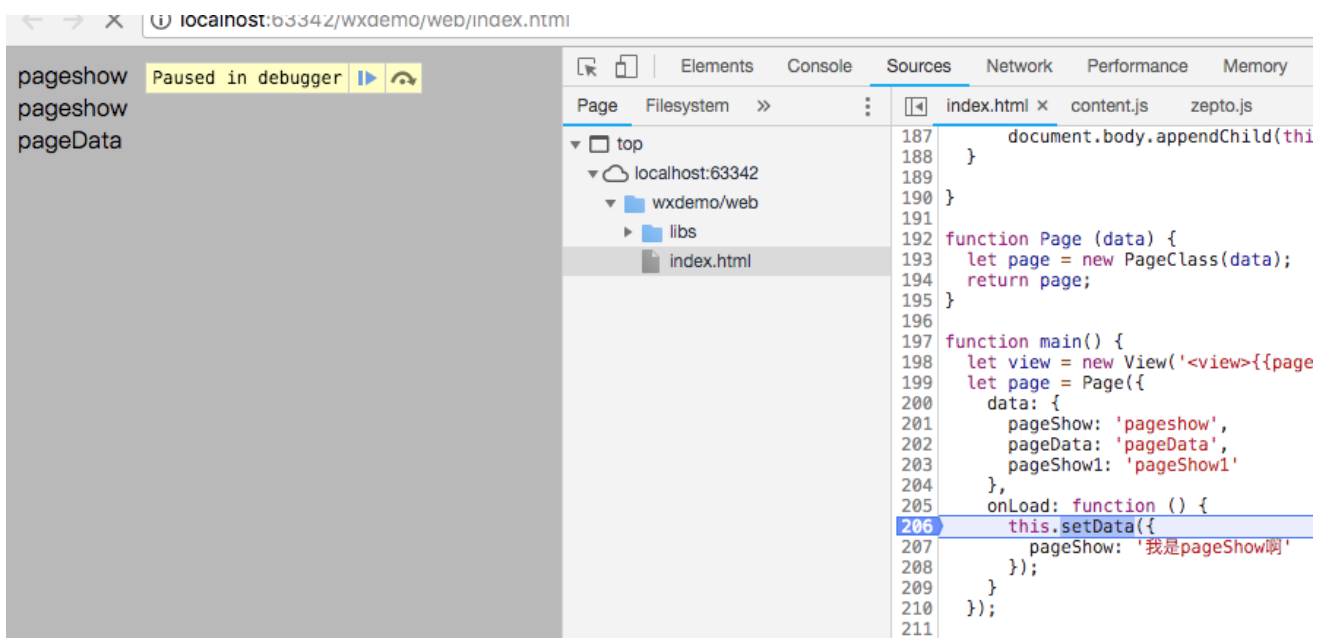 localhost:63342/wxdemo/web/index.html
pageshow
Paused in debugger
pageshow
pageData
Elements Console Sources Network Performance Memory
Page Filesystem »
index.html × content.js zepto.js
top
localhost:63342
wxdemo/web
libs
index.html
187 document.body.appendChild(thi
188 }
189
190 }
191
192 function Page (data) {
193 let page = new PageClass(data);
194 return page;
195 }
196
197 function main() {
198 let view = new View('<view>{{page
199 let page = Page({
200 data: {
201 pageShow: 'pageshow',
202 pageData: 'pageData',
203 pageShow1: 'pageShow1'
204 },
205 onLoad: function () {
206 this.setData({
207 pageShow: '我是pageShow啊'
208 });
209 }
210 });
211